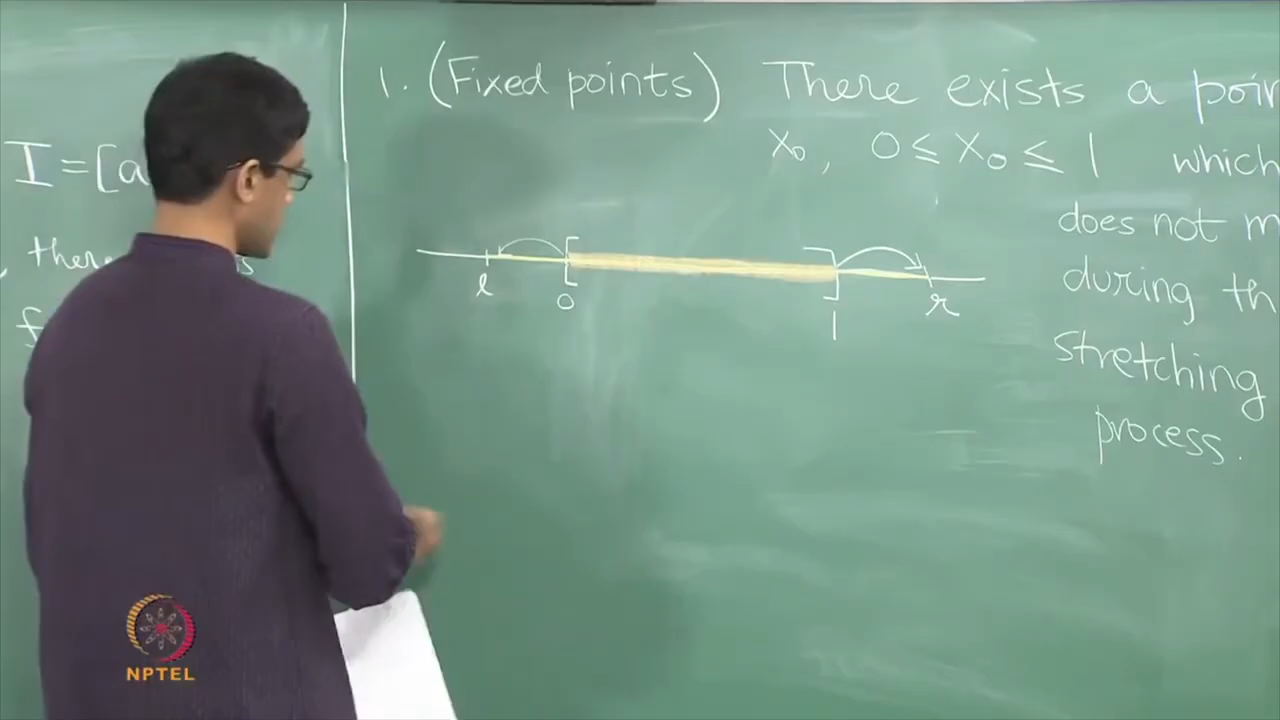 I=[a
1. (Fixed points) There exists a poin
x₀, 0≤x₀≤1 which
does not m
during th
stretching
process.
l 0 1 r
NPTEL